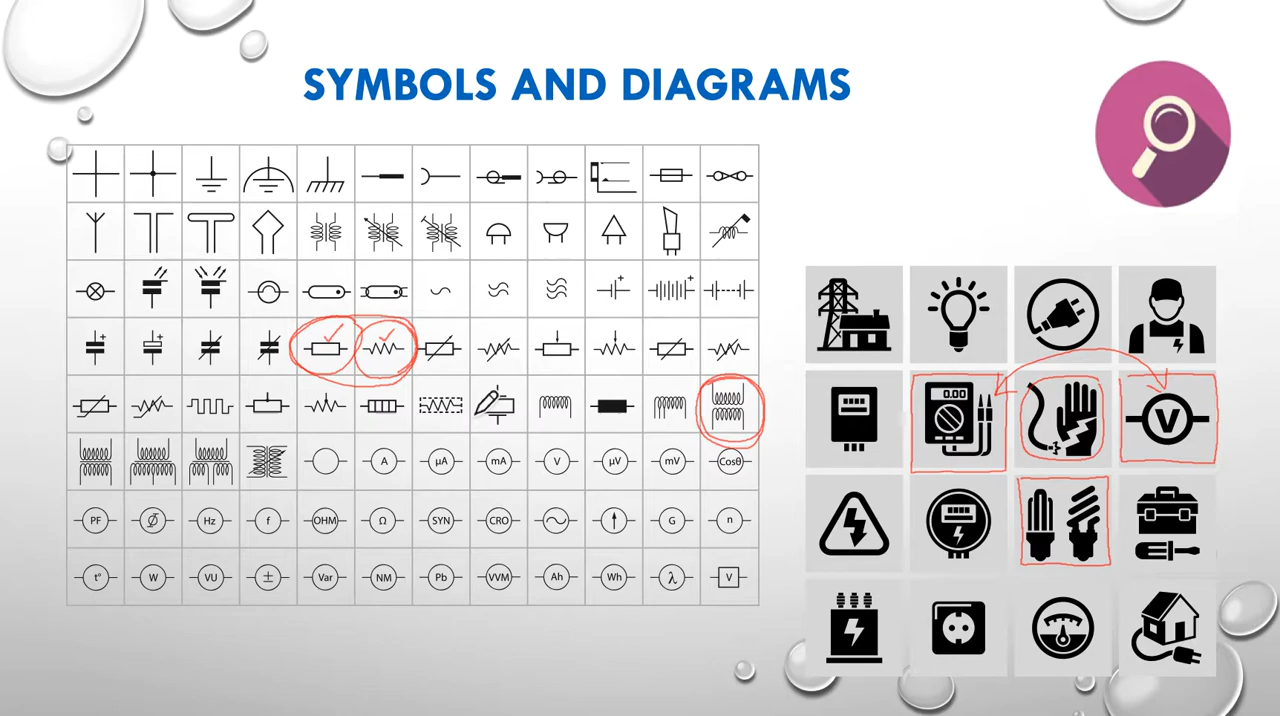 SYMBOLS AND DIAGRAMS
+
+
+ +
0.00
V
A μA mA V μV mV Cosθ
PF Hz f OHM Ω SYN CRO G n
t° W VU ± Var NM Pb VVM Ah Wh λ V